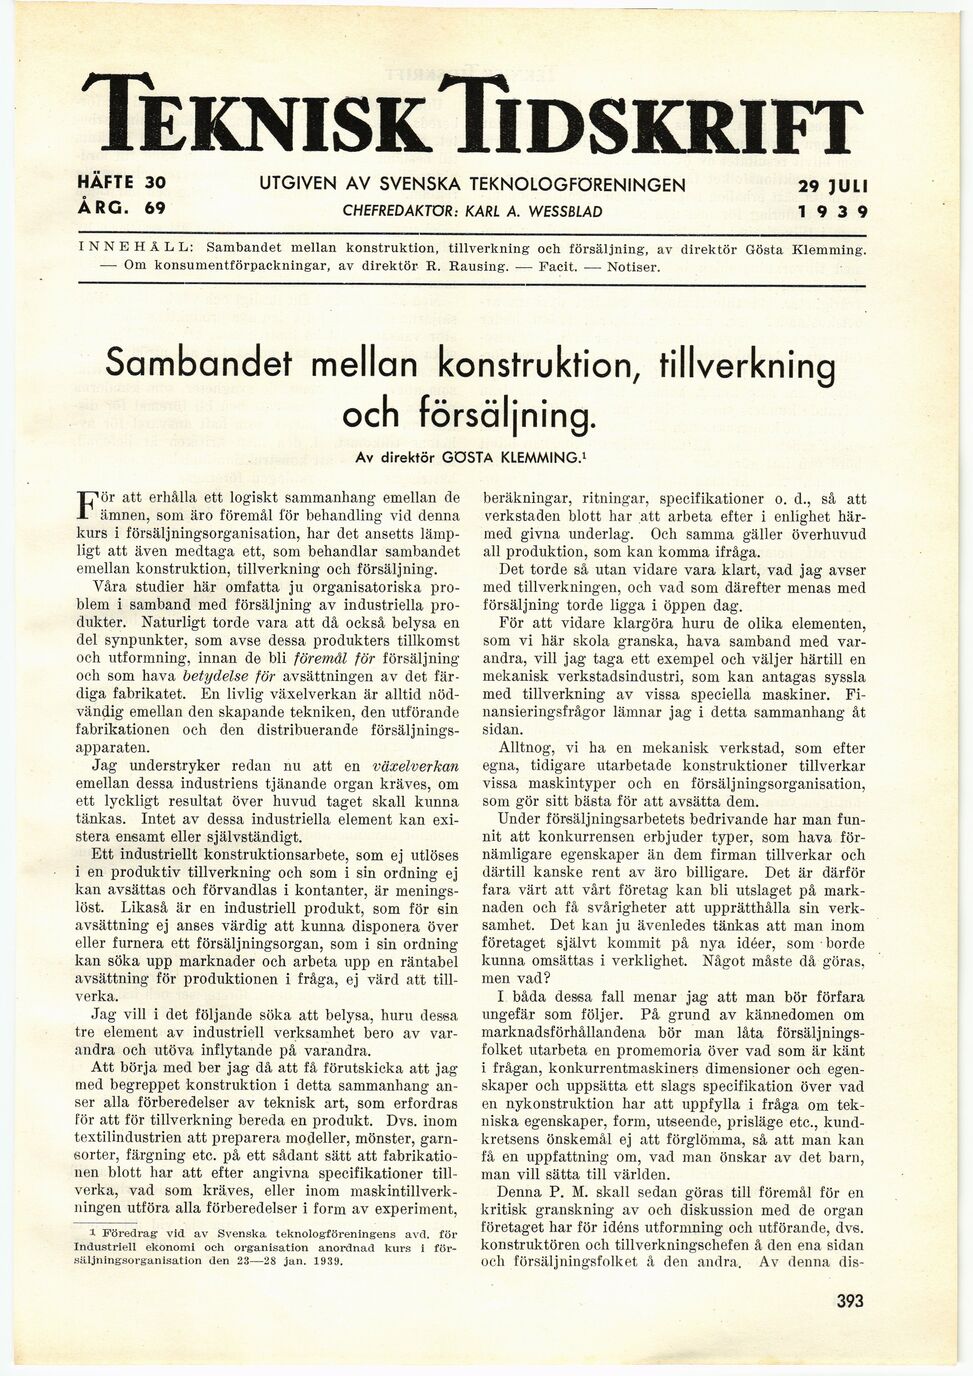 TEKNISK TIDSKRIFT
HÄFTE 30 UTGIVEN AV SVENSKA TEKNOLOGFÖRENINGEN 29 JULI
ÅRG. 69 CHEFREDAKTÖR: KARL A. WESSBLAD 1 9 3 9
INNEHÅLL: Sambandet mellan konstruktion, tillverkning och försäljning, av direktör Gösta Klemming.
— Om konsumentförpackningar, av direktör R. Rausing. — Facit. — Notiser.
Sambandet mellan konstruktion, tillverkning
och försäljning.
Av direktör GÖSTA KLEMMING.¹
För att erhålla ett logiskt sammanhang emellan de
ämnen, som äro föremål för behandling vid denna
kurs i försäljningsorganisation, har det ansetts lämp-
ligt att även medtaga ett, som behandlar sambandet
emellan konstruktion, tillverkning och försäljning.
Våra studier här omfatta ju organisatoriska pro-
blem i samband med försäljning av industriella pro-
dukter. Naturligt torde vara att då också belysa en
del synpunkter, som avse dessa produkters tillkomst
och utformning, innan de bli föremål för försäljning
och som hava betydelse för avsättningen av det fär-
diga fabrikatet. En livlig växelverkan är alltid nöd-
vändig emellan den skapande tekniken, den utförande
fabrikationen och den distribuerande försäljnings-
apparaten.
Jag understryker redan nu att en växelverkan
emellan dessa industriens tjänande organ kräves, om
ett lyckligt resultat över huvud taget skall kunna
tänkas. Intet av dessa industriella element kan exi-
stera ensamt eller självständigt.
Ett industriellt konstruktionsarbete, som ej utlöses
i en produktiv tillverkning och som i sin ordning ej
kan avsättas och förvandlas i kontanter, är menings-
löst. Likaså är en industriell produkt, som för sin
avsättning ej anses värdig att kunna disponera över
eller furnera ett försäljningsorgan, som i sin ordning
kan söka upp marknader och arbeta upp en räntabel
avsättning för produktionen i fråga, ej värd att till-
verka.
Jag vill i det följande söka att belysa, huru dessa
tre element av industriell verksamhet bero av var-
andra och utöva inflytande på varandra.
Att börja med ber jag då att få förutskicka att jag
med begreppet konstruktion i detta sammanhang an-
ser alla förberedelser av teknisk art, som erfordras
för att för tillverkning bereda en produkt. Dvs. inom
textilindustrien att preparera modeller, mönster, garn-
sorter, färgning etc. på ett sådant sätt att fabrikatio-
nen blott har att efter angivna specifikationer till-
verka, vad som kräves, eller inom maskintillverk-
ningen utföra alla förberedelser i form av experiment,
¹ Föredrag vid av Svenska teknologföreningens avd. för
Industriell ekonomi och organisation anordnad kurs i för-
säljningsorganisation den 23—28 jan. 1939.
beräkningar, ritningar, specifikationer o. d., så att
verkstaden blott har att arbeta efter i enlighet här-
med givna underlag. Och samma gäller överhuvud
all produktion, som kan komma ifråga.
Det torde så utan vidare vara klart, vad jag avser
med tillverkningen, och vad som därefter menas med
försäljning torde ligga i öppen dag.
För att vidare klargöra huru de olika elementen,
som vi här skola granska, hava samband med var-
andra, vill jag taga ett exempel och väljer härtill en
mekanisk verkstadsindustri, som kan antagas syssla
med tillverkning av vissa speciella maskiner. Fi-
nansieringsfrågor lämnar jag i detta sammanhang åt
sidan.
Alltnog, vi ha en mekanisk verkstad, som efter
egna, tidigare utarbetade konstruktioner tillverkar
vissa maskintyper och en försäljningsorganisation,
som gör sitt bästa för att avsätta dem.
Under försäljningsarbetets bedrivande har man fun-
nit att konkurrensen erbjuder typer, som hava för-
nämligare egenskaper än dem firman tillverkar och
därtill kanske rent av äro billigare. Det är därför
fara värt att vårt företag kan bli utslaget på mark-
naden och få svårigheter att upprätthålla sin verk-
samhet. Det kan ju ävenledes tänkas att man inom
företaget självt kommit på nya idéer, som borde
kunna omsättas i verklighet. Något måste då göras,
men vad?
I båda dessa fall menar jag att man bör förfara
ungefär som följer. På grund av kännedomen om
marknadsförhållandena bör man låta försäljnings-
folket utarbeta en promemoria över vad som är känt
i frågan, konkurrentmaskiners dimensioner och egen-
skaper och uppsätta ett slags specifikation över vad
en nykonstruktion har att uppfylla i fråga om tek-
niska egenskaper, form, utseende, prisläge etc., kund-
kretsens önskemål ej att förglömma, så att man kan
få en uppfattning om, vad man önskar av det barn,
man vill sätta till världen.
Denna P. M. skall sedan göras till föremål för en
kritisk granskning av och diskussion med de organ
företaget har för idéns utformning och utförande, dvs.
konstruktören och tillverkningschefen å den ena sidan
och försäljningsfolket å den andra. Av denna dis-
393